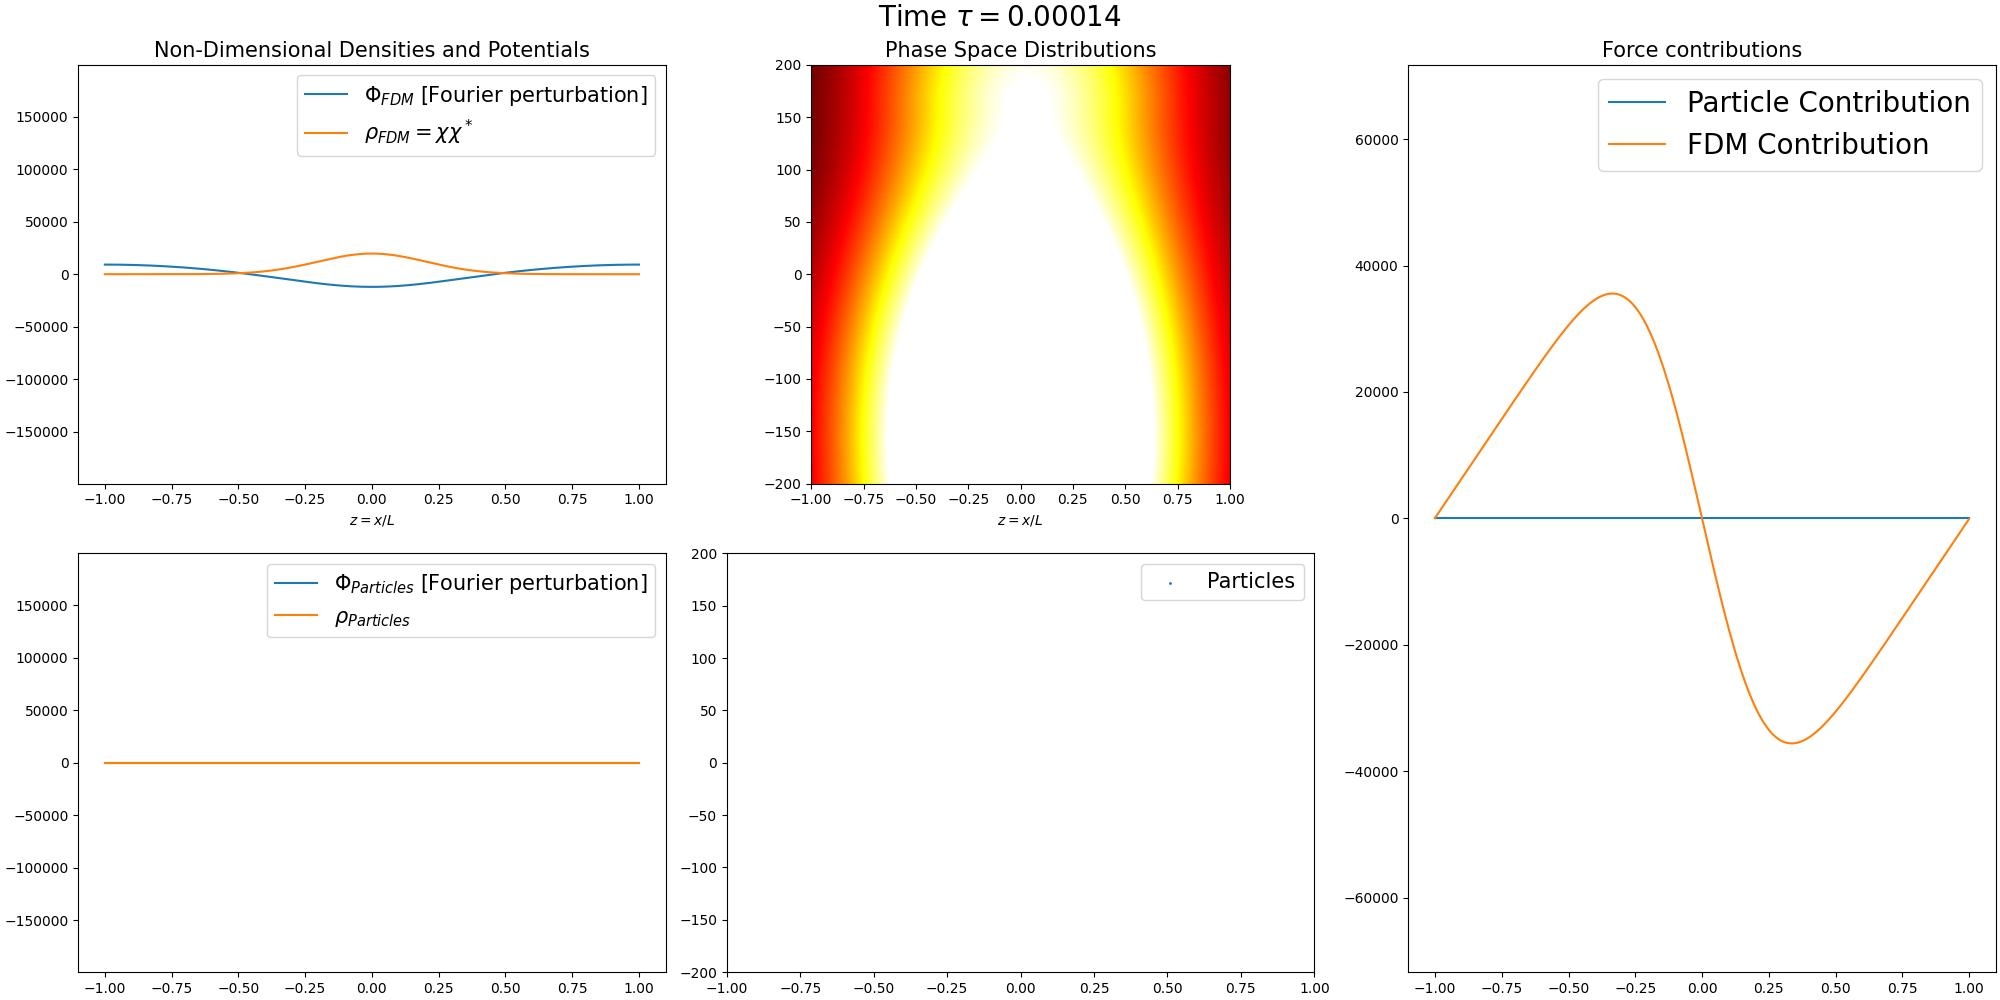 Time τ = 0.00014
Non-Dimensional Densities and Potentials
Φ_FDM [Fourier perturbation]
ρ_FDM = χχ*
150000
100000
50000
0
−50000
−100000
−150000
−1.00 −0.75 −0.50 −0.25 0.00 0.25 0.50 0.75 1.00
z = x/L
Phase Space Distributions
200
150
100
50
0
−50
−100
−150
−200
−1.00 −0.75 −0.50 −0.25 0.00 0.25 0.50 0.75 1.00
z = x/L
Force contributions
Particle Contribution
FDM Contribution
60000
40000
20000
0
−20000
−40000
−60000
−1.00 −0.75 −0.50 −0.25 0.00 0.25 0.50 0.75 1.00
Φ_Particles [Fourier perturbation]
ρ_Particles
150000
100000
50000
0
−50000
−100000
−150000
−1.00 −0.75 −0.50 −0.25 0.00 0.25 0.50 0.75 1.00
Particles
200
150
100
50
0
−50
−100
−150
−200
−1.00 −0.75 −0.50 −0.25 0.00 0.25 0.50 0.75 1.00